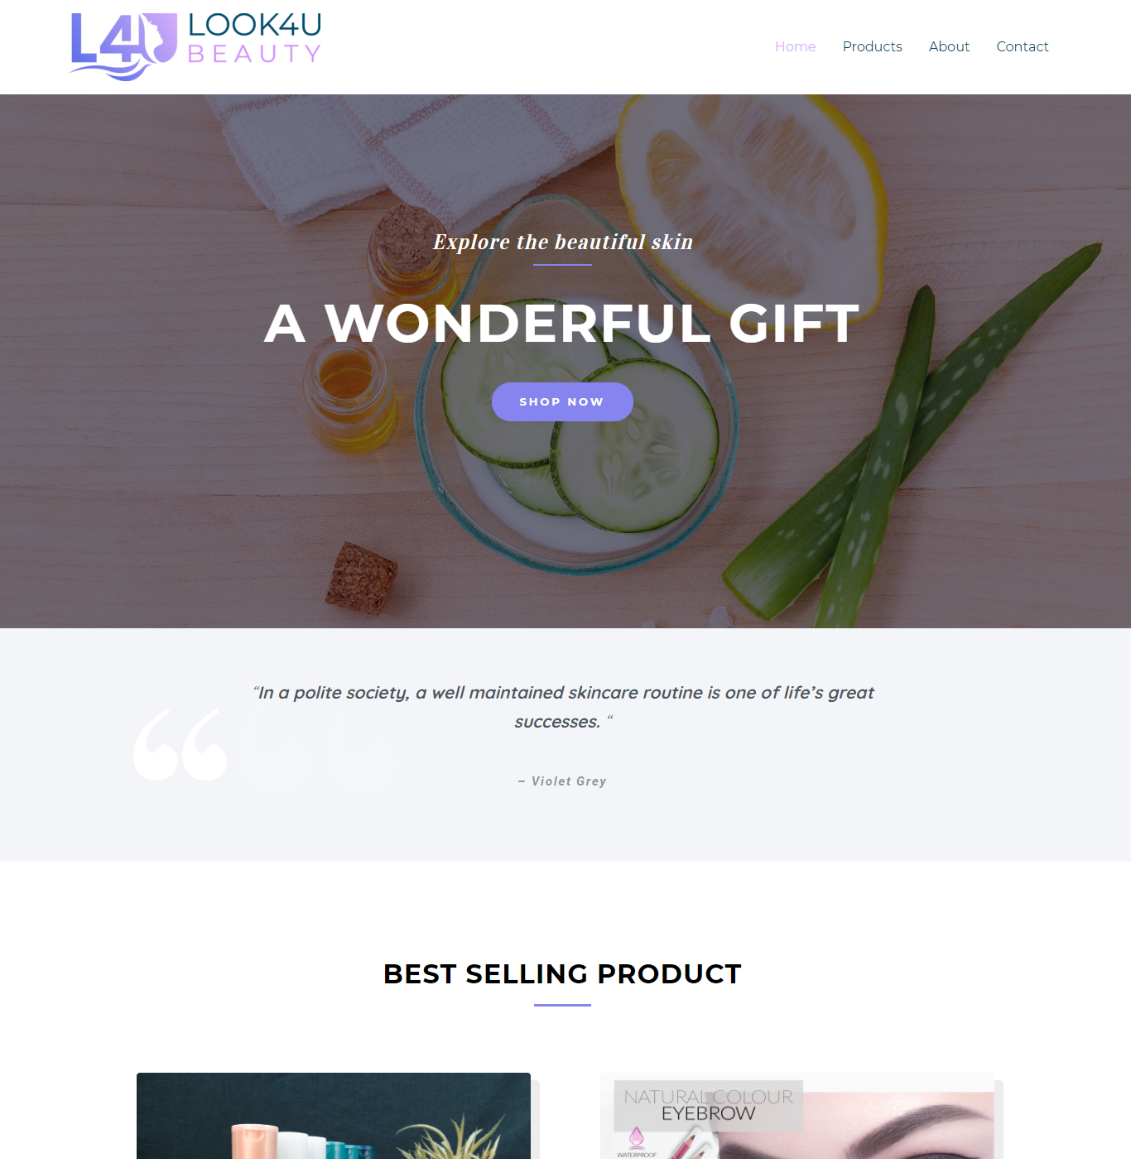 L4U LOOK4U
BEAUTY
Home Products About Contact
Explore the beautiful skin
A WONDERFUL GIFT
SHOP NOW
“In a polite society, a well maintained skincare routine is one of life’s great
successes. “
– Violet Grey
BEST SELLING PRODUCT
NATURAL COLOUR
EYEBROW
WATERPROOF